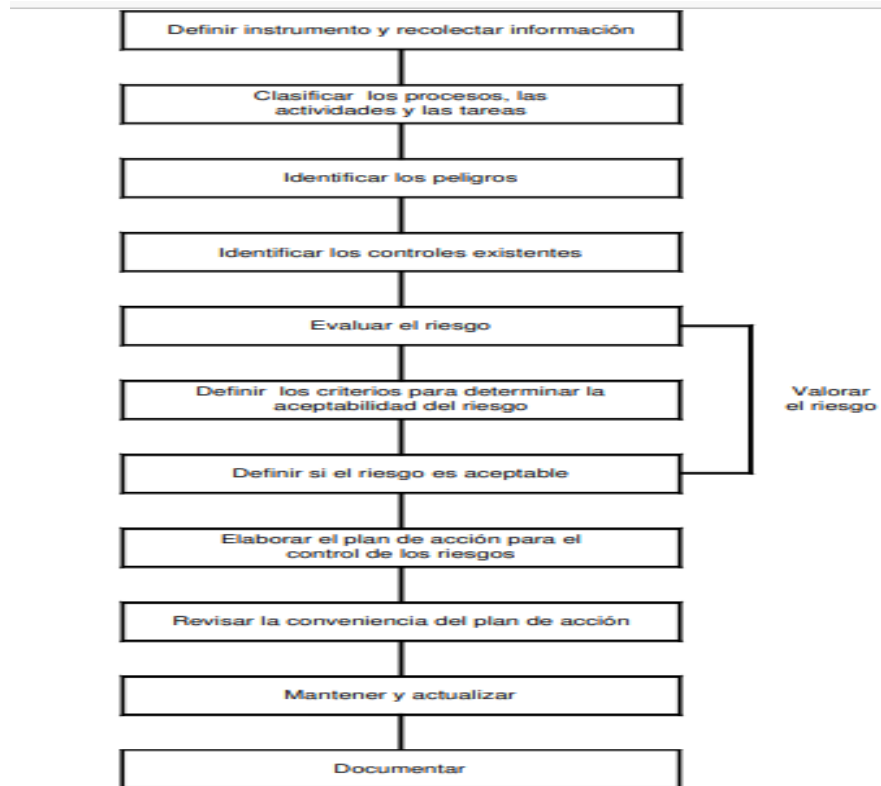 Definir instrumento y recolectar información
Clasificar los procesos, las
actividades y las tareas
Identificar los peligros
Identificar los controles existentes
Evaluar el riesgo
Definir los criterios para determinar la
aceptabilidad del riesgo
Valorar
el riesgo
Definir si el riesgo es aceptable
Elaborar el plan de acción para el
control de los riesgos
Revisar la conveniencia del plan de acción
Mantener y actualizar
Documentar